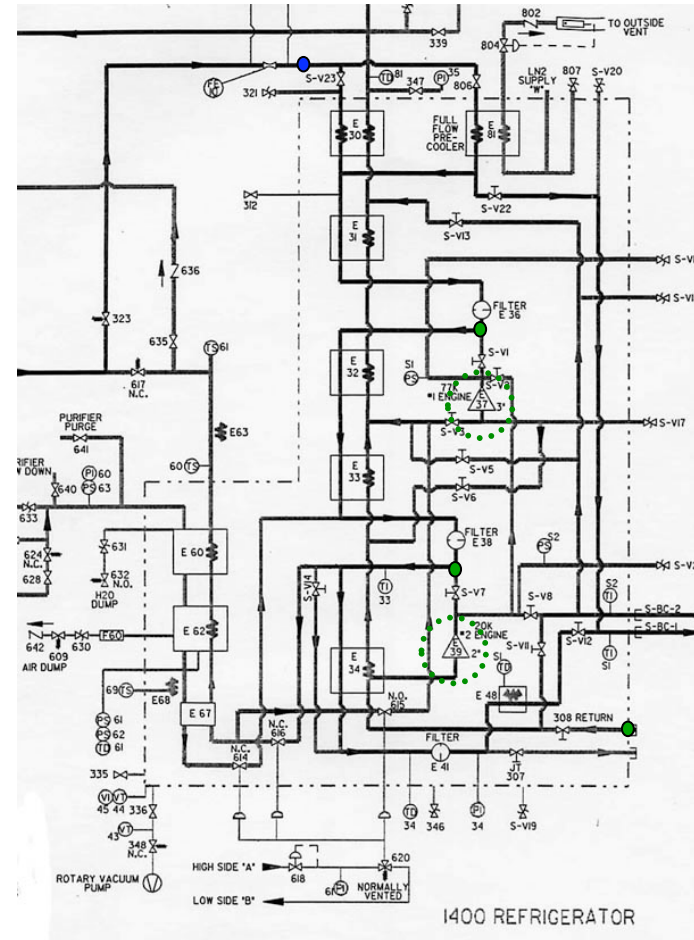 339
802
TO OUTSIDE
VENT
804
S-V23
TD
81
347
PI
35
806
LN2
SUPPLY
"W"
807
S-V20
321
E
30
FULL
FLOW
PRE-
COOLER
E
81
312
S-V22
E
31
S-V13
636
323
FILTER
E 36
635
TS
61
S-V1
617
N.C.
S1
PS
E
32
77K
#1 ENGINE
E
37
3"
PURIFIER
PURGE
641
E63
S-V3
S-V17
60
TS
S-V5
E
33
S-V6
PI
60
PS
63
640
633
FILTER
E 38
624
N.C.
628
631
632
N.O.
H2O
DUMP
E 60
S2
PS
S-V7
S-V14
TI
33
S-V8
S2
TI
S-BC-2
S-BC-1
642
609
630
F60
AIR DUMP
E 62
20K
#2 ENGINE
E
39
2"
S-V11
S-V12
TI
S1
E
34
S1
TD
E 48
69
TS
E68
E 67
PS
61
PS
62
TD
61
N.O.
615
N.C.
616
308 RETURN
N.C.
614
FILTER
E 41
JT
307
335
VI
VT
45
44
336
TD
34
346
PI
34
S-V19
43
VT
348
N.C.
ROTARY VACUUM
PUMP
HIGH SIDE "A"
618
61
PI
620
NORMALLY
VENTED
LOW SIDE "B"
1400 REFRIGERATOR